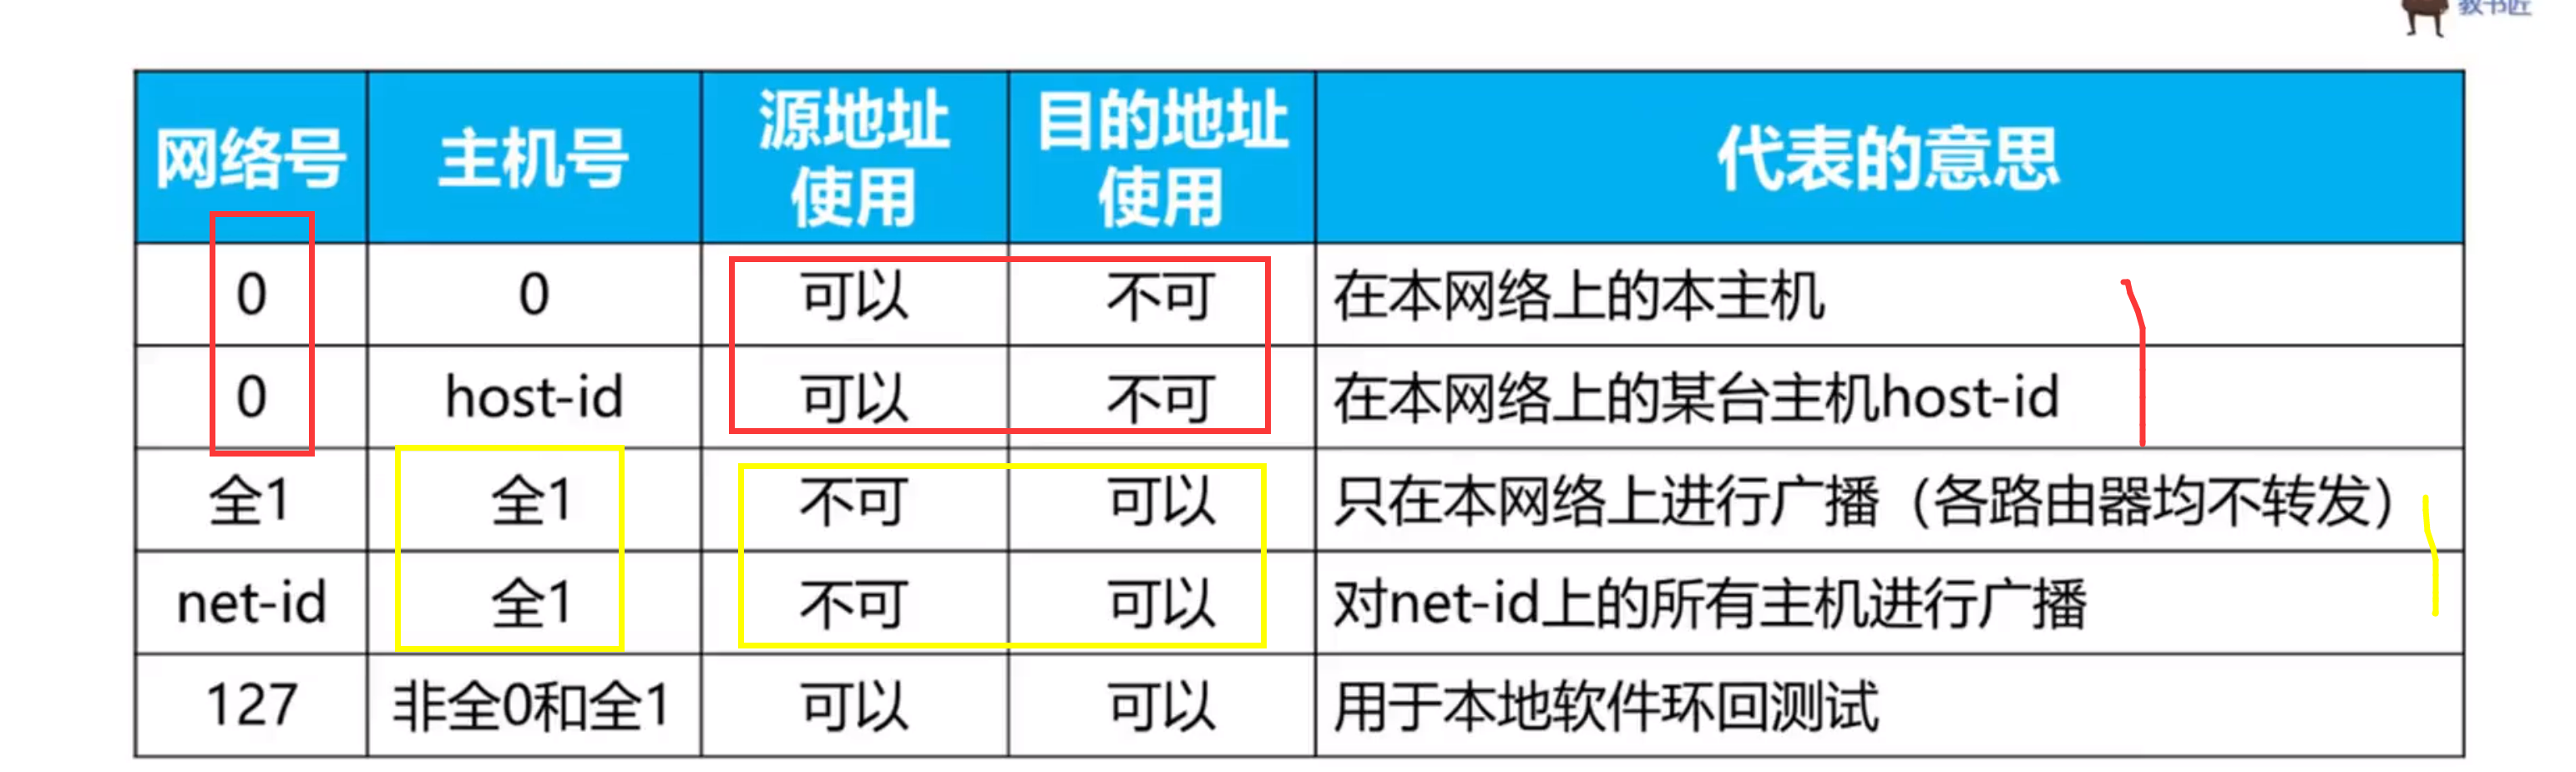 教书匠
网络号 主机号 源地址使用 目的地址使用 代表的意思
0 0 可以 不可 在本网络上的本主机
0 host-id 可以 不可 在本网络上的某台主机host-id
全1 全1 不可 可以 只在本网络上进行广播（各路由器均不转发）
net-id 全1 不可 可以 对net-id上的所有主机进行广播
127 非全0和全1 可以 可以 用于本地软件环回测试